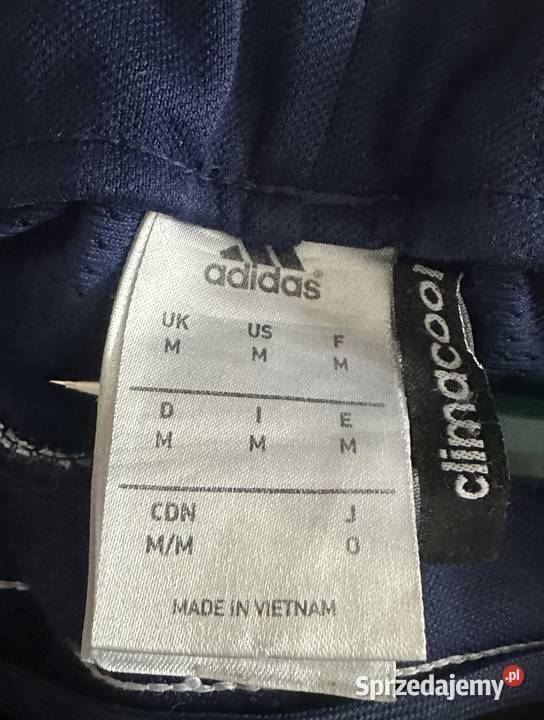 adidas®
UK US F
M M M
D I E
M M M
CDN J
M/M O
MADE IN VIETNAM
climacool
Sprzedajemy.pl